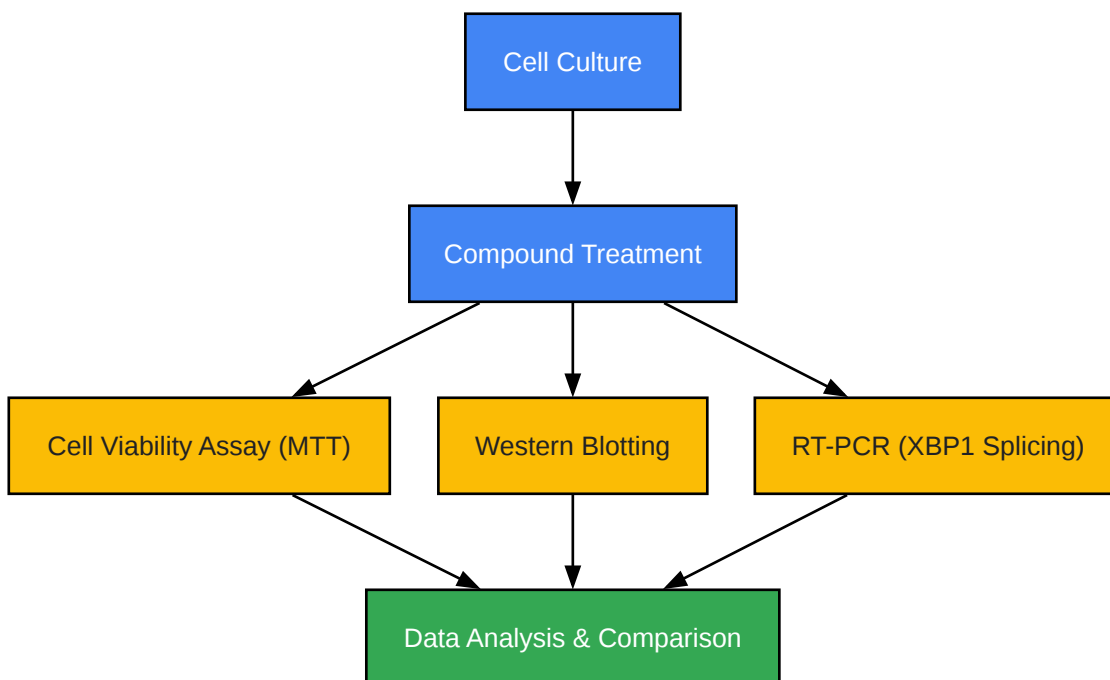 Cell Culture
Compound Treatment
Cell Viability Assay (MTT)
Western Blotting
RT-PCR (XBP1 Splicing)
Data Analysis & Comparison